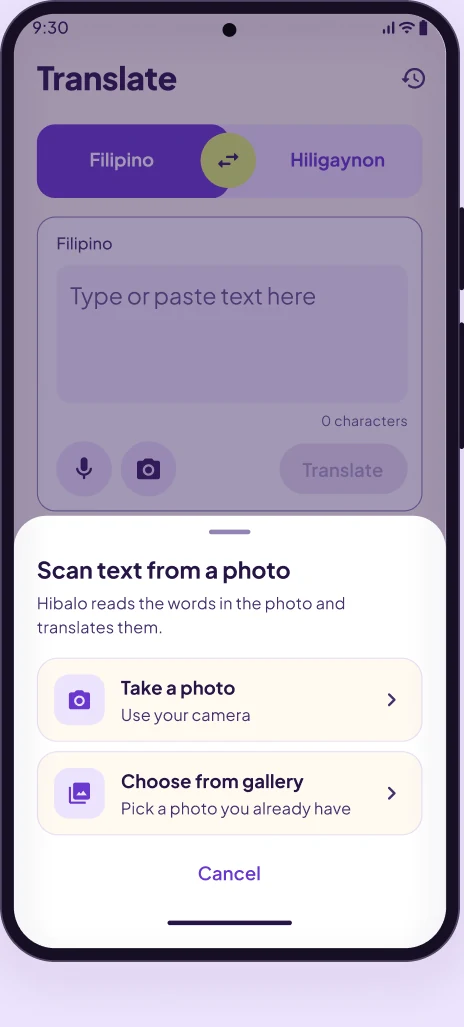 9:30
Translate
Filipino
Hiligaynon
Filipino
Type or paste text here
0 characters
Translate
Scan text from a photo
Hibalo reads the words in the photo and
translates them.
Take a photo
Use your camera
Choose from gallery
Pick a photo you already have
Cancel